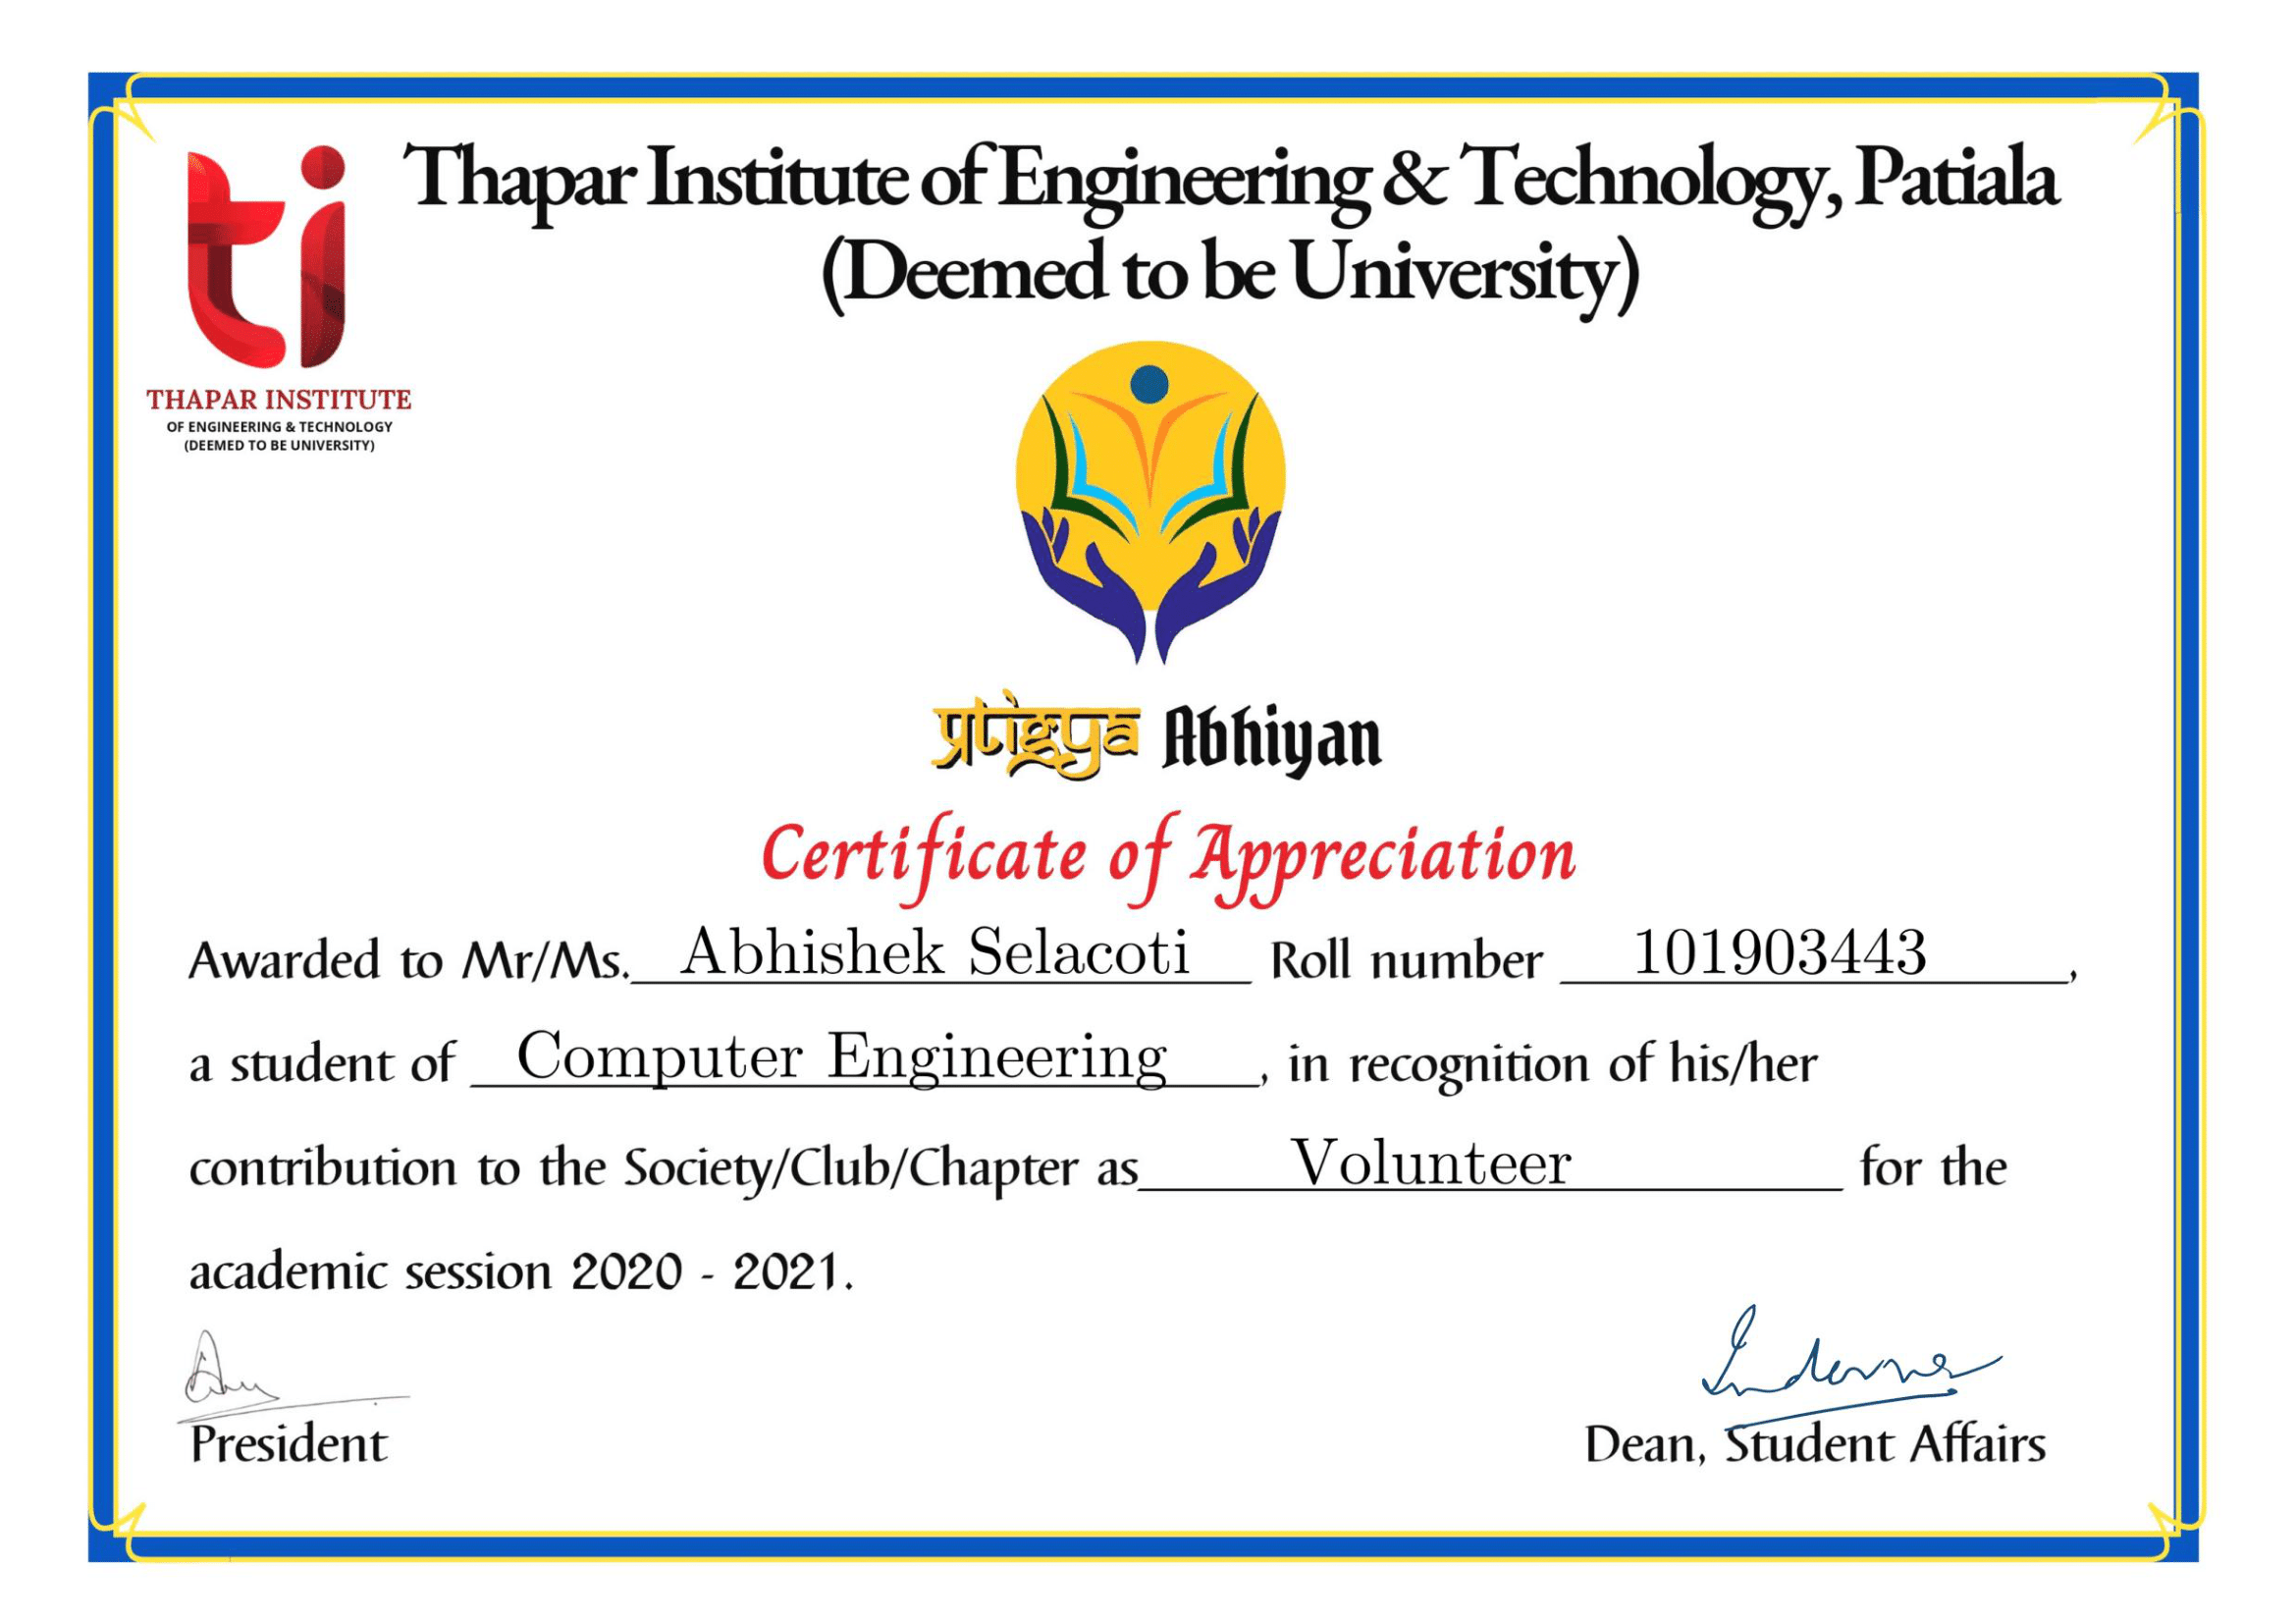 Thapar Institute of Engineering & Technology, Patiala
(Deemed to be University)
ti
THAPAR INSTITUTE
OF ENGINEERING & TECHNOLOGY
(DEEMED TO BE UNIVERSITY)
प्रtigya Abhiyan
Certificate of Appreciation
Awarded to Mr/Ms. Abhishek Selacoti Roll number 101903443,
a student of Computer Engineering, in recognition of his/her
contribution to the Society/Club/Chapter as Volunteer for the
academic session 2020 - 2021.
President
Dean, Student Affairs